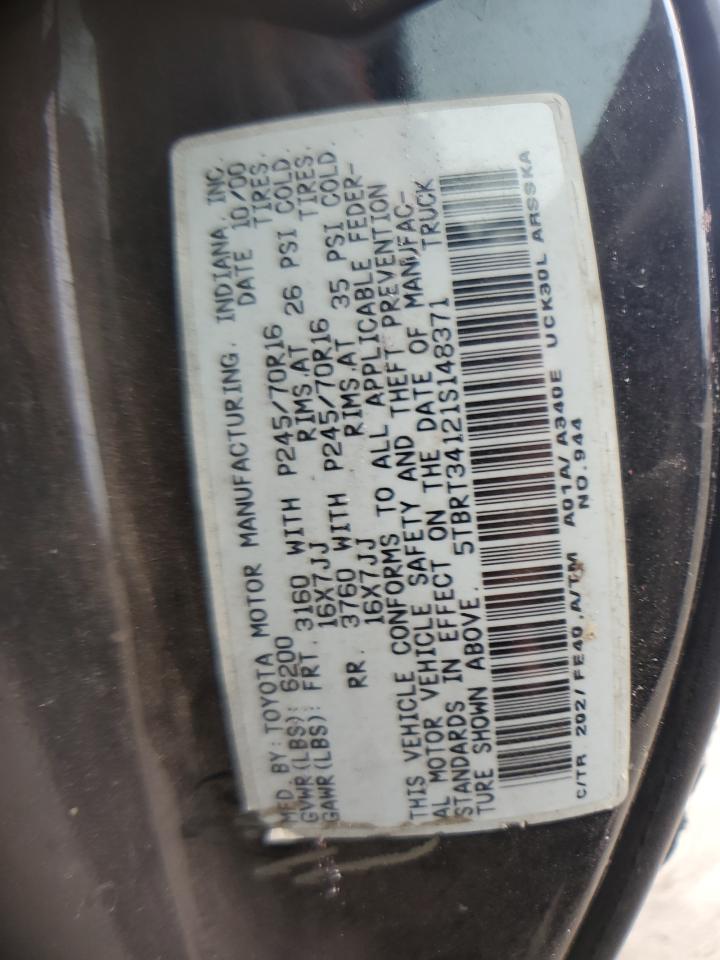 MFD. BY: TOYOTA MOTOR MANUFACTURING, INDIANA, INC.
GVWR(LBS): 6200 DATE 10/00
GAWR(LBS): FRT. 3160 WITH P245/70R16 TIRES,
16X7JJ RIMS,AT 26 PSI COLD.
RR. 3760 WITH P245/70R16 TIRES,
16X7JJ RIMS,AT 35 PSI COLD.
THIS VEHICLE CONFORMS TO ALL APPLICABLE FEDER-
AL MOTOR VEHICLE SAFETY AND THEFT PREVENTION
STANDARDS IN EFFECT ON THE DATE OF MANUFAC-
TURE SHOWN ABOVE. 5TBRT34121S148371 TRUCK
C/TR 202/ FE40 ,A/TM A01A/ A340E UCK30L ARSSKA
NO.944